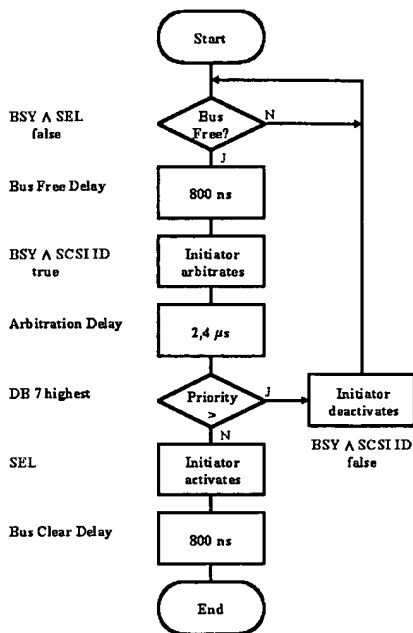 Start
BSY ∧ SEL
false
Bus
Free?
N
J
Bus Free Delay
800 ns
BSY ∧ SCSI ID
true
Initiator
arbitrates
Arbitration Delay
2,4 µs
DB 7 highest
Priority
>
J
N
Initiator
deactivates
BSY ∧ SCSI ID
false
SEL
Initiator
activates
Bus Clear Delay
800 ns
End